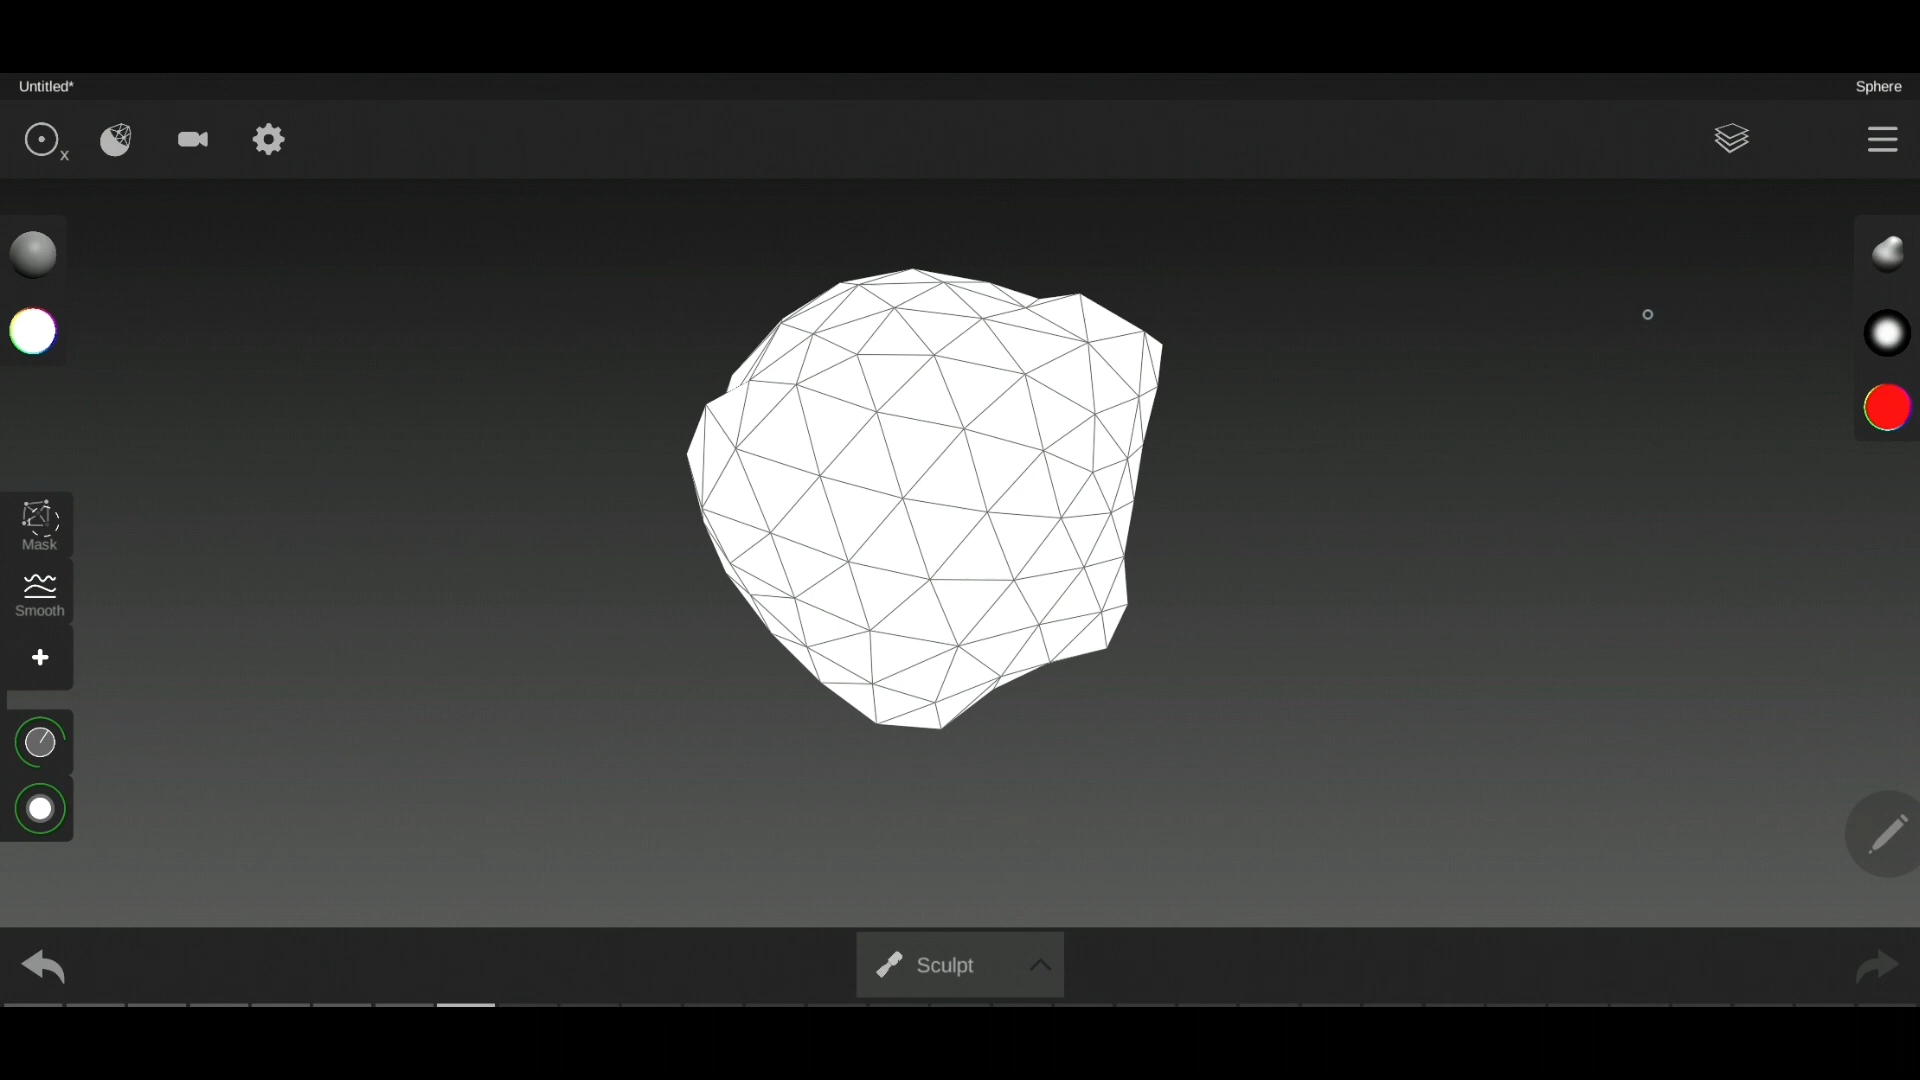 Untitled*
Sphere
x
Mask
Smooth
Sculpt